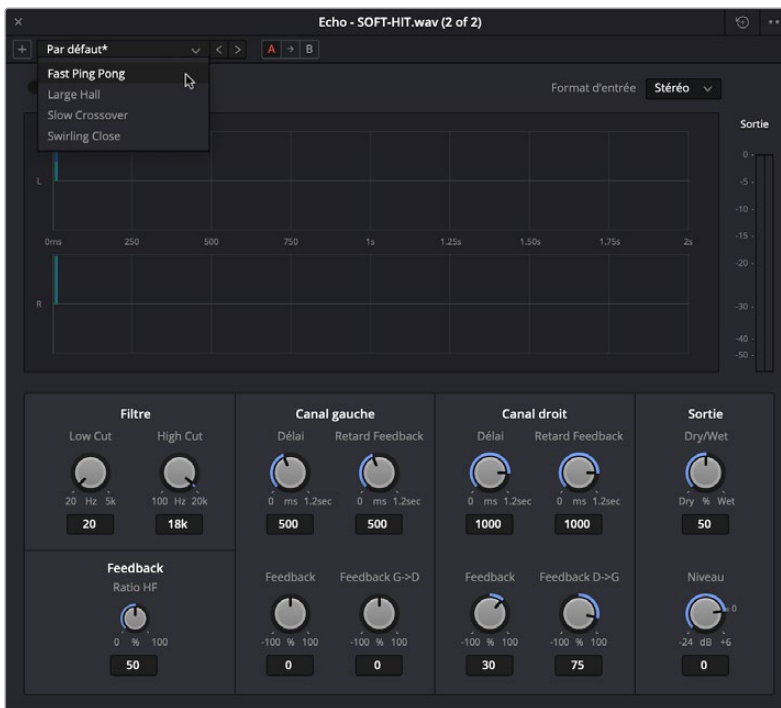 Echo - SOFT-HIT.wav (2 of 2)
Par défaut*
A B
Fast Ping Pong
Large Hall
Slow Crossover
Swirling Close
Format d'entrée Stéréo
Sortie
L
0ms 250 500 750 1s 1.25s 1.50s 1.75s 2s
R
0
-5
-10
-15
-20
-30
-40
-50
Filtre
Low Cut High Cut
20 Hz 5k 100 Hz 20k
20 18k
Feedback
Ratio HF
0 % 100
50
Canal gauche
Délai Retard Feedback
0 ms 1.2sec 0 ms 1.2sec
500 500
Feedback Feedback G->D
-100 % 100 -100 % 100
0 0
Canal droit
Délai Retard Feedback
0 ms 1.2sec 0 ms 1.2sec
1000 1000
Feedback Feedback D->G
-100 % 100 -100 % 100
30 75
Sortie
Dry/Wet
Dry % Wet
50
Niveau
0
-24 dB +6
0